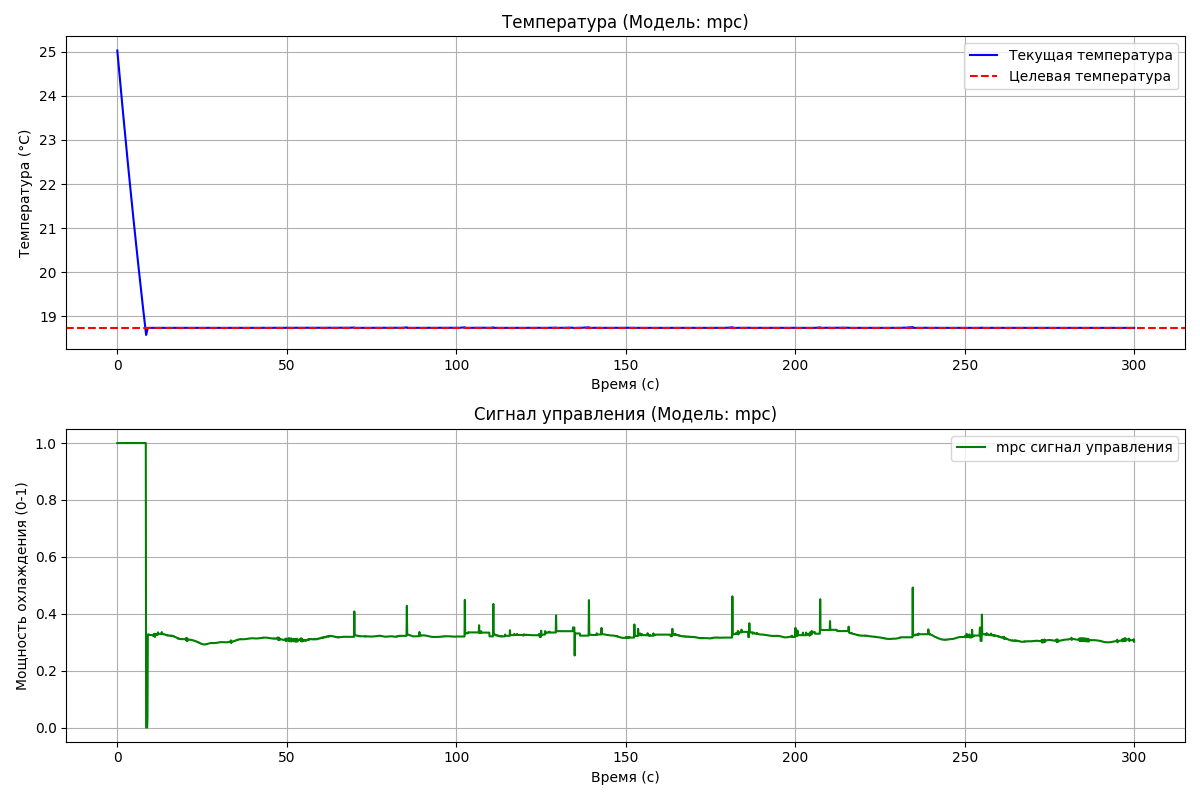 Температура (Модель: mpc)
Температура (°C)
25
24
23
22
21
20
19
Текущая температура
Целевая температура
0 50 100 150 200 250 300
Время (с)
Сигнал управления (Модель: mpc)
Мощность охлаждения (0-1)
1.0
0.8
0.6
0.4
0.2
0.0
mpc сигнал управления
0 50 100 150 200 250 300
Время (с)